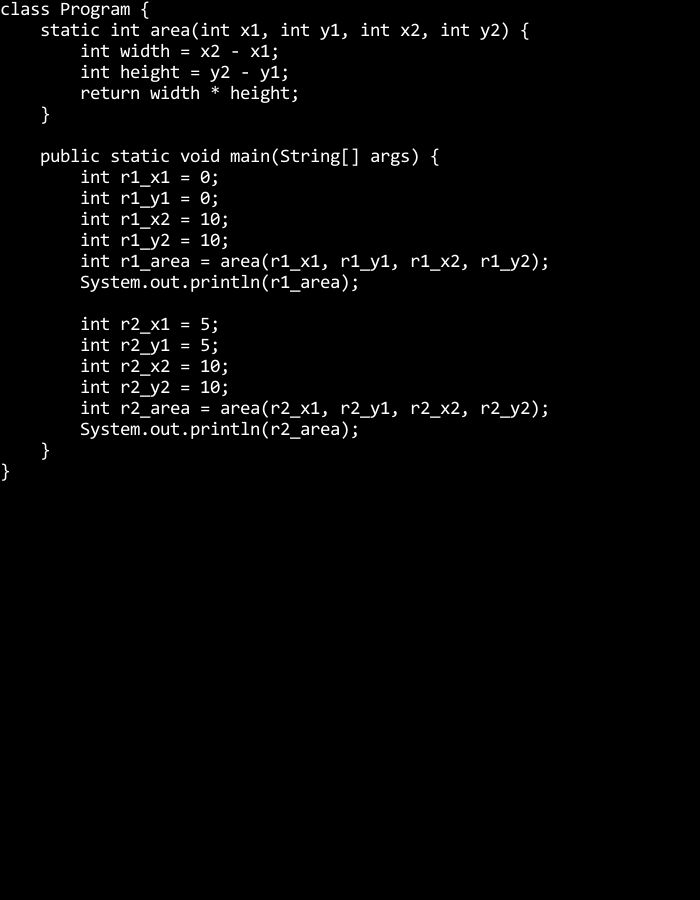 class Program {
    static int area(int x1, int y1, int x2, int y2) {
        int width = x2 - x1;
        int height = y2 - y1;
        return width * height;
    }

    public static void main(String[] args) {
        int r1_x1 = 0;
        int r1_y1 = 0;
        int r1_x2 = 10;
        int r1_y2 = 10;
        int r1_area = area(r1_x1, r1_y1, r1_x2, r1_y2);
        System.out.println(r1_area);

        int r2_x1 = 5;
        int r2_y1 = 5;
        int r2_x2 = 10;
        int r2_y2 = 10;
        int r2_area = area(r2_x1, r2_y1, r2_x2, r2_y2);
        System.out.println(r2_area);
    }
}